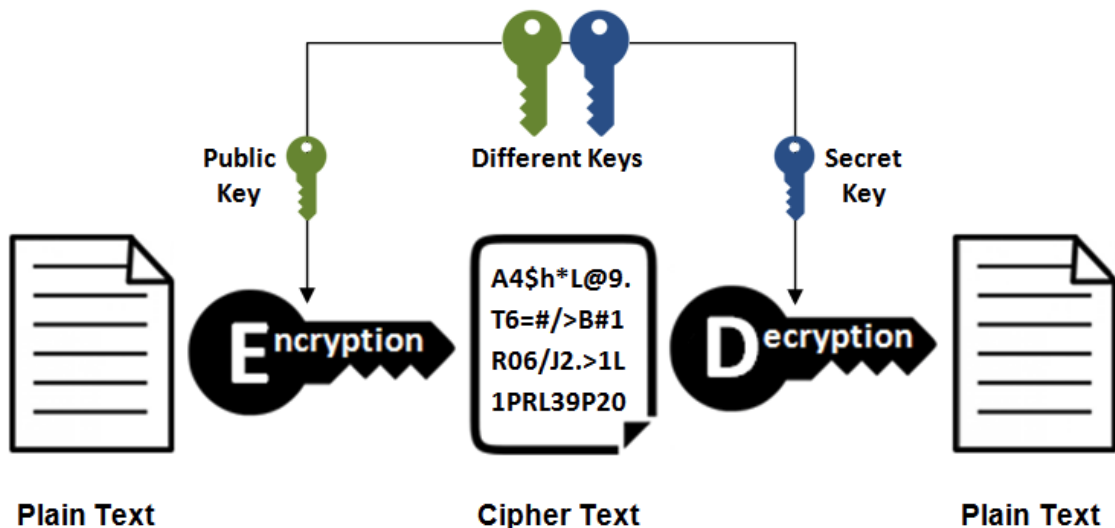 Public
Key
Different Keys
Secret
Key
Encryption
A4$h*L@9.
T6=#/>B#1
R06/J2.>1L
1PRL39P20
Decryption
Plain Text
Cipher Text
Plain Text